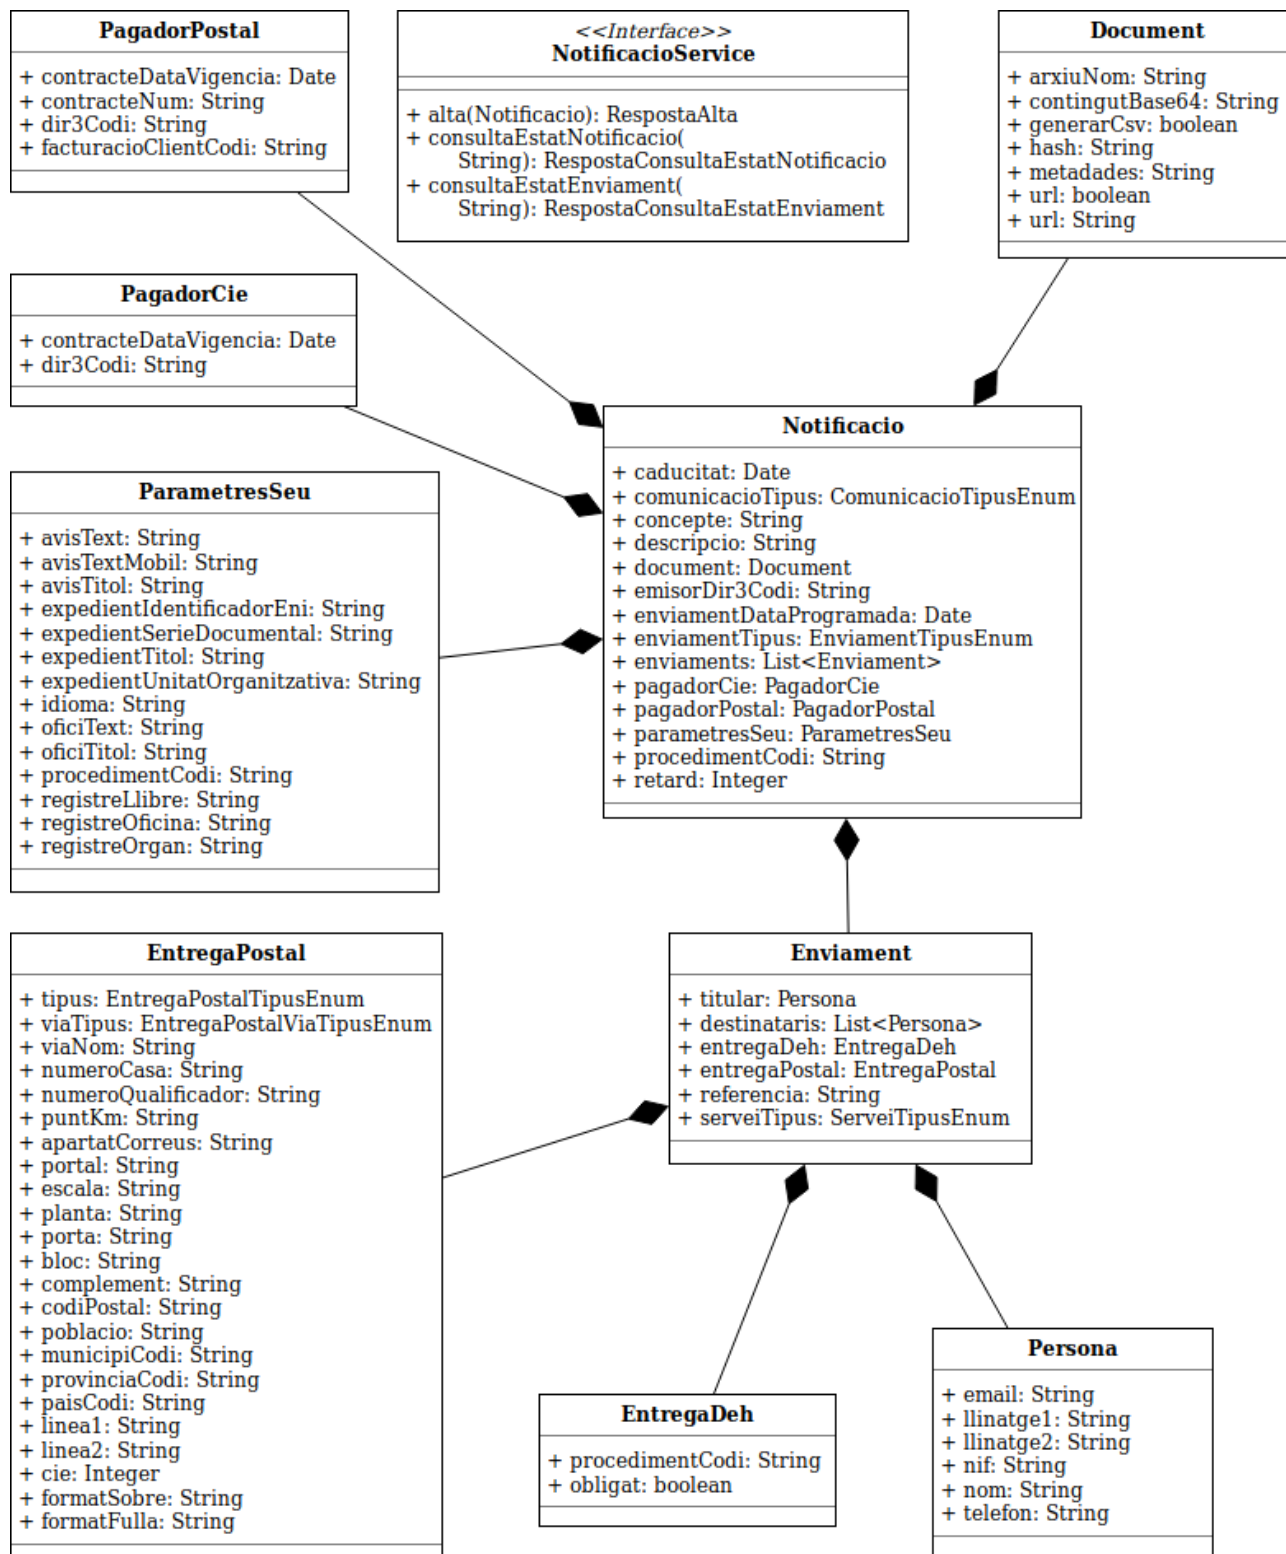 PagadorPostal
+ contracteDataVigencia: Date
+ contracteNum: String
+ dir3Codi: String
+ facturacioClientCodi: String
<<Interface>>
NotificacioService
+ alta(Notificacio): RespostaAlta
+ consultaEstatNotificacio(
String): RespostaConsultaEstatNotificacio
+ consultaEstatEnviament(
String): RespostaConsultaEstatEnviament
Document
+ arxiuNom: String
+ contingutBase64: String
+ generarCsv: boolean
+ hash: String
+ metadades: String
+ url: boolean
+ url: String
PagadorCie
+ contracteDataVigencia: Date
+ dir3Codi: String
Notificacio
+ caducitat: Date
+ comunicacioTipus: ComunicacioTipusEnum
+ concepte: String
+ descripcio: String
+ document: Document
+ emisorDir3Codi: String
+ enviamentDataProgramada: Date
+ enviamentTipus: EnviamentTipusEnum
+ enviaments: List<Enviament>
+ pagadorCie: PagadorCie
+ pagadorPostal: PagadorPostal
+ parametresSeu: ParametresSeu
+ procedimentCodi: String
+ retard: Integer
ParametresSeu
+ avisText: String
+ avisTextMobil: String
+ avisTitol: String
+ expedientIdentificadorEni: String
+ expedientSerieDocumental: String
+ expedientTitol: String
+ expedientUnitatOrganitzativa: String
+ idioma: String
+ oficiText: String
+ oficiTitol: String
+ procedimentCodi: String
+ registreLlibre: String
+ registreOficina: String
+ registreOrgan: String
EntregaPostal
+ tipus: EntregaPostalTipusEnum
+ viaTipus: EntregaPostalViaTipusEnum
+ viaNom: String
+ numeroCasa: String
+ numeroQualificador: String
+ puntKm: String
+ apartatCorreus: String
+ portal: String
+ escala: String
+ planta: String
+ porta: String
+ bloc: String
+ complement: String
+ codiPostal: String
+ poblacio: String
+ municipiCodi: String
+ provinciaCodi: String
+ paisCodi: String
+ linea1: String
+ linea2: String
+ cie: Integer
+ formatSobre: String
+ formatFulla: String
Enviament
+ titular: Persona
+ destinataris: List<Persona>
+ entregaDeh: EntregaDeh
+ entregaPostal: EntregaPostal
+ referencia: String
+ serveiTipus: ServeiTipusEnum
EntregaDeh
+ procedimentCodi: String
+ obligat: boolean
Persona
+ email: String
+ llinatge1: String
+ llinatge2: String
+ nif: String
+ nom: String
+ telefon: String